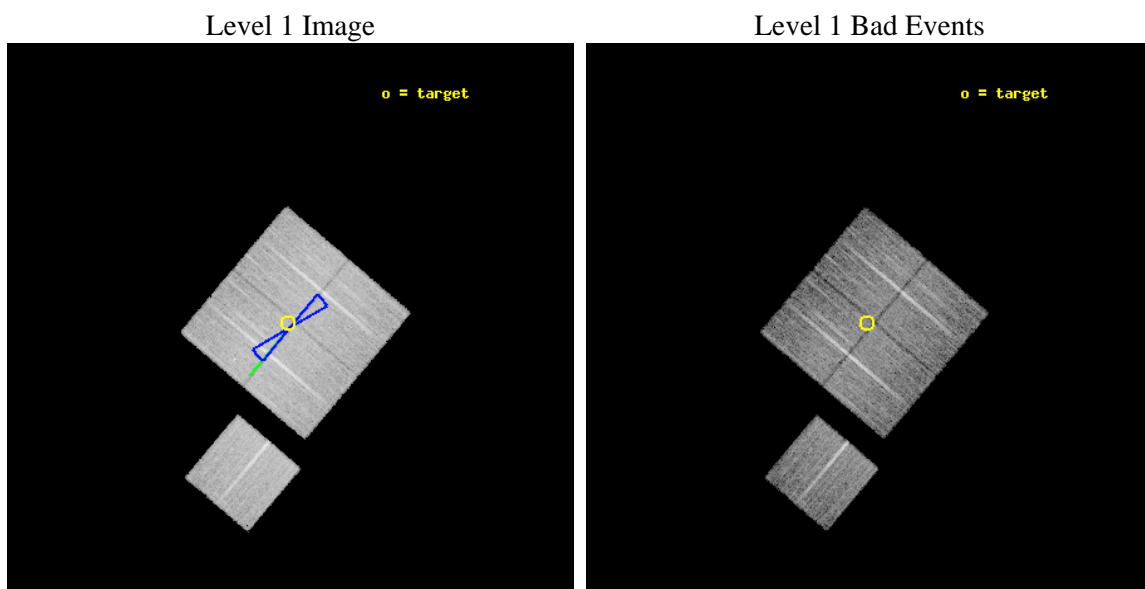 Level 1 Image
Level 1 Bad Events
o = target
o = target